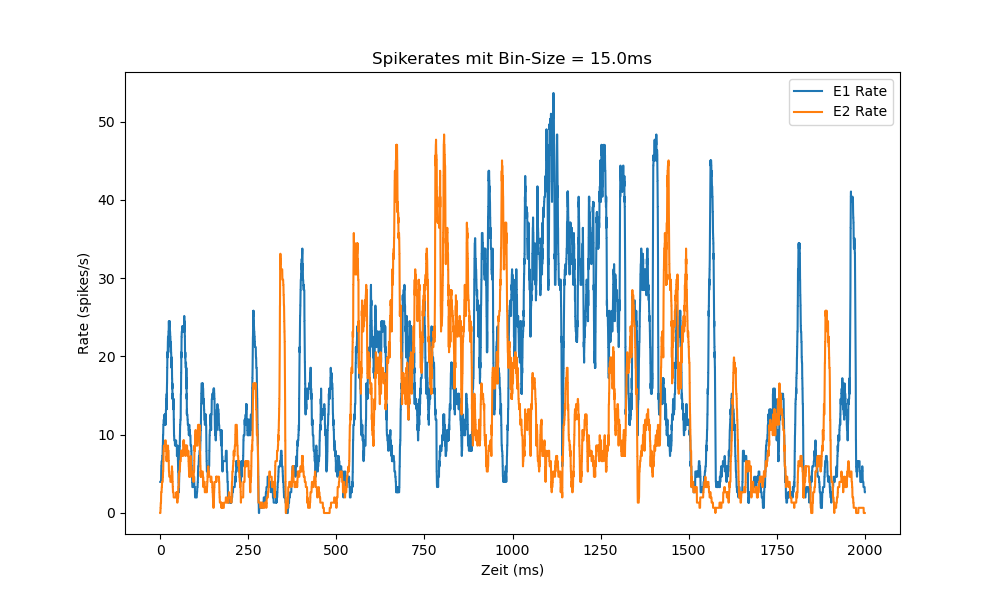 Spikerates mit Bin-Size = 15.0ms
E1 Rate
E2 Rate
50
40
30
20
10
0
Rate (spikes/s)
0 250 500 750 1000 1250 1500 1750 2000
Zeit (ms)